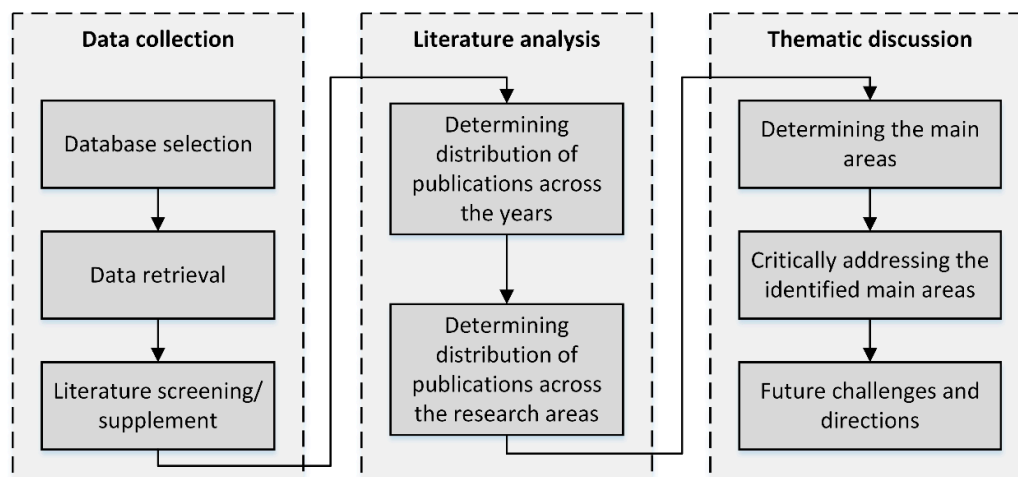 Data collection
Database selection
Data retrieval
Literature screening/
supplement
Literature analysis
Determining
distribution of
publications across
the years
Determining
distribution of
publications across
the research areas
Thematic discussion
Determining the main
areas
Critically addressing the
identified main areas
Future challenges and
directions